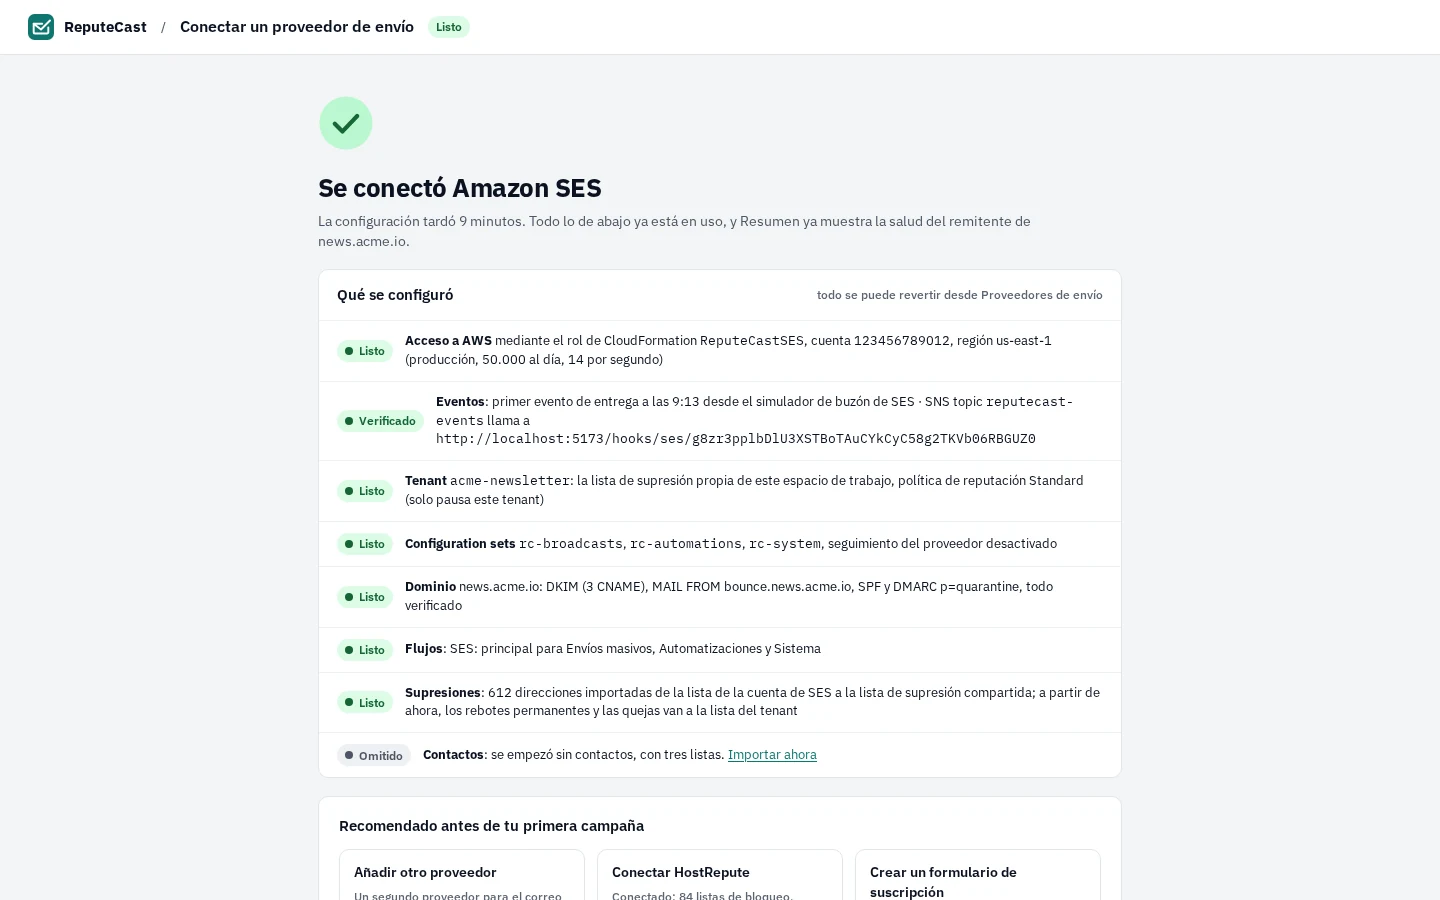 ReputeCast / Conectar un proveedor de envío Listo
Se conectó Amazon SES
La configuración tardó 9 minutos. Todo lo de abajo ya está en uso, y Resumen ya muestra la salud del remitente de
news.acme.io.
Qué se configuró
todo se puede revertir desde Proveedores de envío
Listo
Acceso a AWS mediante el rol de CloudFormation ReputeCastSES, cuenta 123456789012, región us-east-1
(producción, 50.000 al día, 14 por segundo)
Verificado
Eventos: primer evento de entrega a las 9:13 desde el simulador de buzón de SES · SNS topic reputecast-
events llama a
http://localhost:5173/hooks/ses/g8zr3pplbDlU3XSTBoTAuCYkCyC58g2TKVb06RBGUZ0
Listo
Tenant acme-newsletter: la lista de supresión propia de este espacio de trabajo, política de reputación Standard
(solo pausa este tenant)
Listo
Configuration sets rc-broadcasts, rc-automations, rc-system, seguimiento del proveedor desactivado
Listo
Dominio news.acme.io: DKIM (3 CNAME), MAIL FROM bounce.news.acme.io, SPF y DMARC p=quarantine, todo
verificado
Listo
Flujos: SES: principal para Envíos masivos, Automatizaciones y Sistema
Listo
Supresiones: 612 direcciones importadas de la lista de la cuenta de SES a la lista de supresión compartida; a partir de
ahora, los rebotes permanentes y las quejas van a la lista del tenant
Omitido
Contactos: se empezó sin contactos, con tres listas. Importar ahora
Recomendado antes de tu primera campaña
Añadir otro proveedor
Un segundo proveedor para el correo
Conectar HostRepute
Conectado: 84 listas de bloqueo,
Crear un formulario de
suscripción